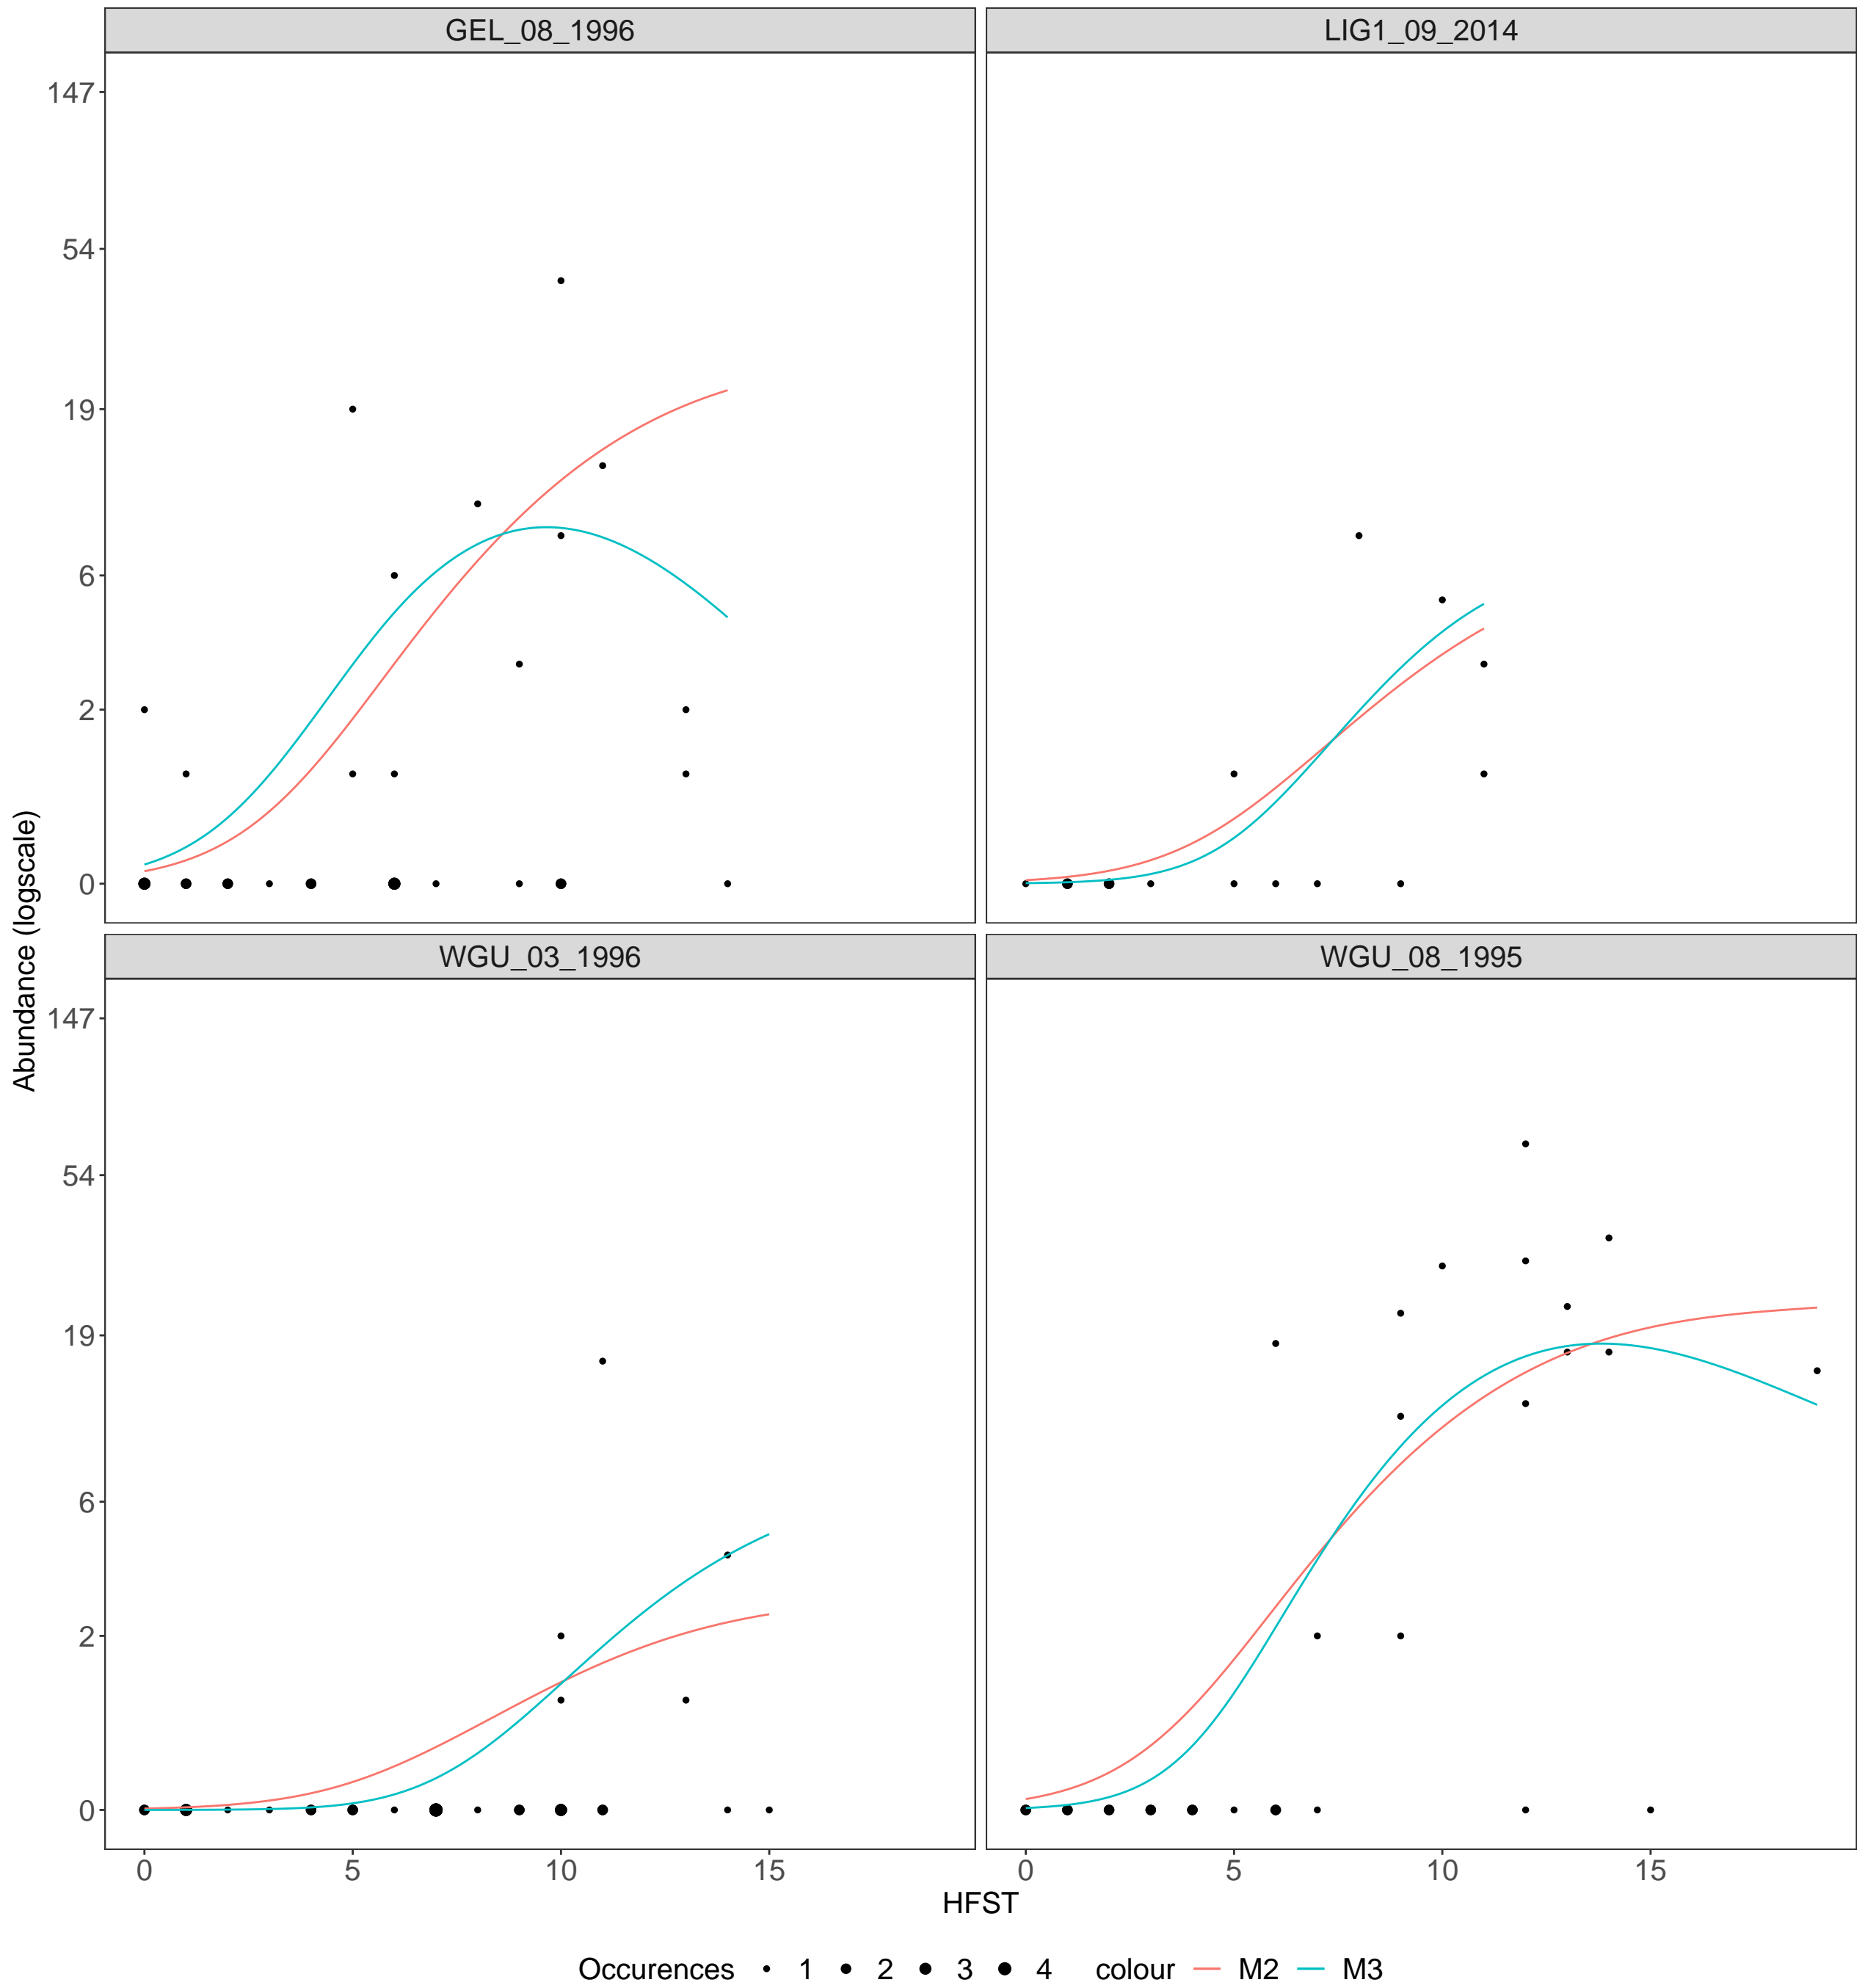 GEL_08_1996 LIG1_09_2014
147
54
19
6
2
0
WGU_03_1996 WGU_08_1995
Abundance (logscale)
147
54
19
6
2
0
0 5 10 15 0 5 10 15
HFST
Occurences 1 2 3 4 colour M2 M3